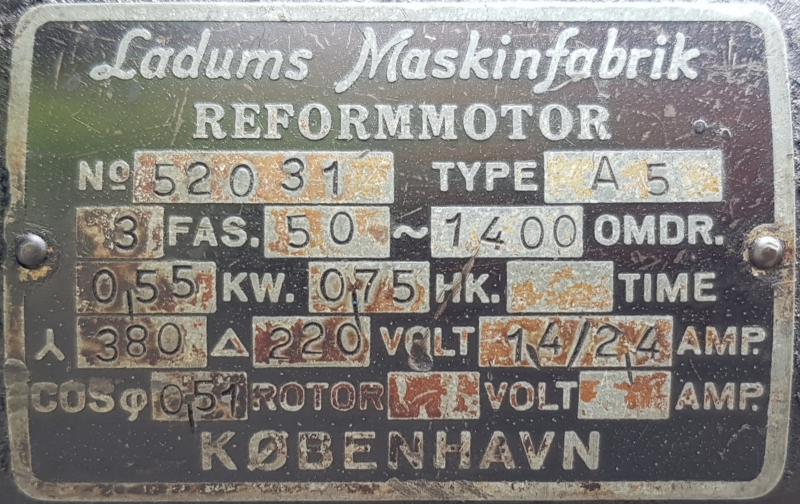 Ladums Maskinfabrik
REFORMMOTOR
No 52031 TYPE A 5
3 FAS. 50 ~ 1400 OMDR.
0,55 KW. 0,75 HK. TIME
⅄ 380 Δ 220 VOLT 1,4/2,4 AMP.
COSφ 0,51 ROTOR VOLT AMP.
KØBENHAVN